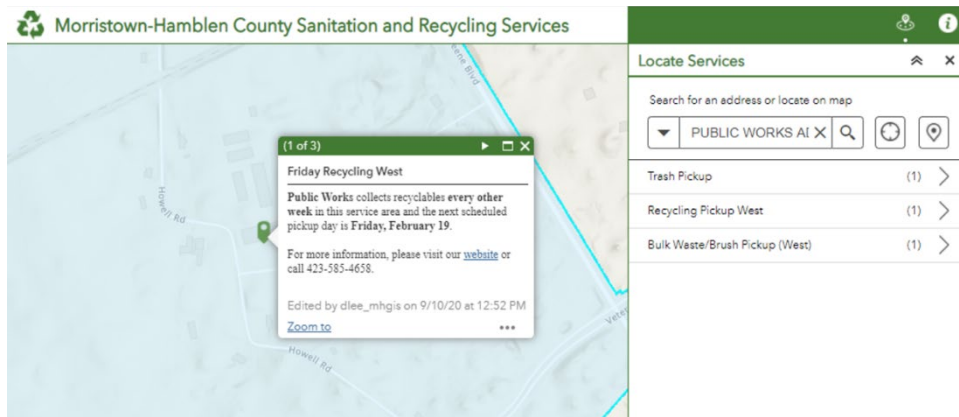 Morristown-Hamblen County Sanitation and Recycling Services
Locate Services
Search for an address or locate on map
PUBLIC WORKS AD
Trash Pickup (1)
Recycling Pickup West (1)
Bulk Waste/Brush Pickup (West) (1)
(1 of 3)
Friday Recycling West
Public Works collects recyclables every other
week in this service area and the next scheduled
pickup day is Friday, February 19.
For more information, please visit our website or
call 423-585-4658.
Edited by dlee_mhgis on 9/10/20 at 12:52 PM
Zoom to
Howell Rd
Howell Rd
Blvd